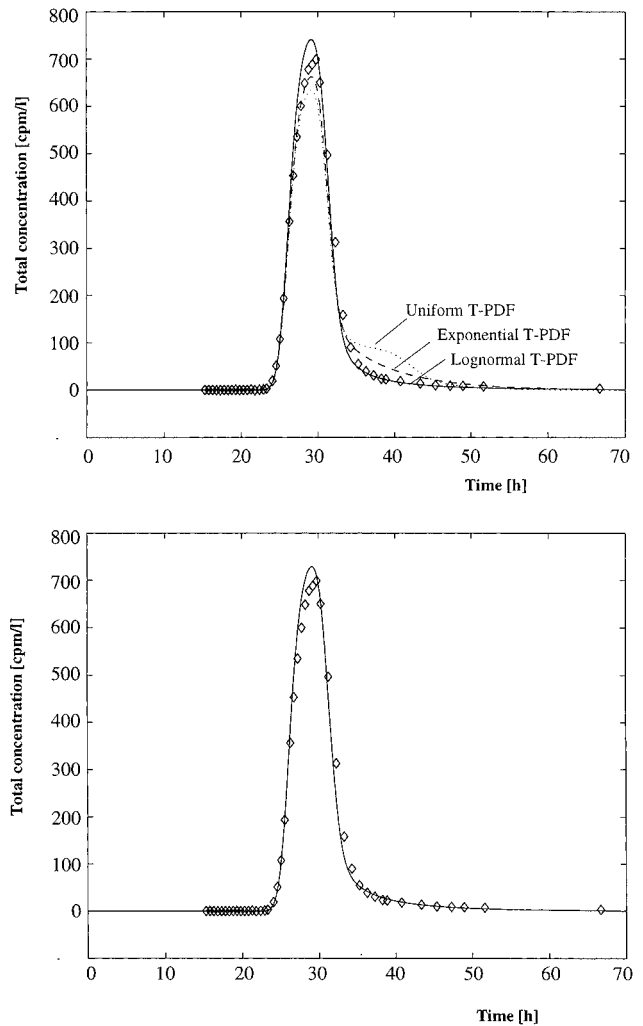 800
700
600
500
400
300
200
100
0
Total concentration [cpm/l]
Uniform T-PDF
Exponential T-PDF
Lognormal T-PDF
0 10 20 30 40 50 60 70
Time [h]
800
700
600
500
400
300
200
100
0
Total concentration [cpm/l]
0 10 20 30 40 50 60 70
Time [h]